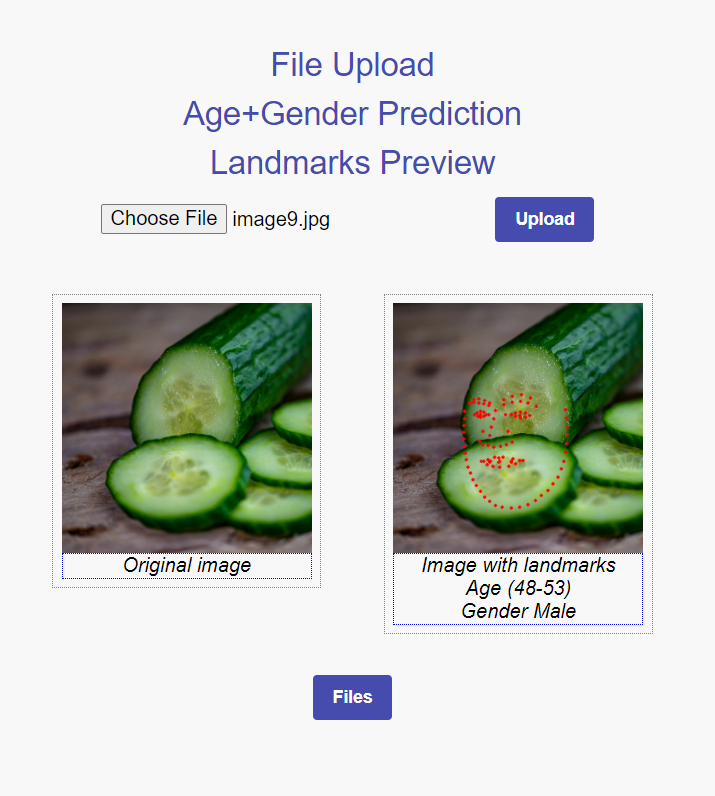 File Upload
Age+Gender Prediction
Landmarks Preview
Choose File image9.jpg
Upload
Original image
Image with landmarks
Age (48-53)
Gender Male
Files